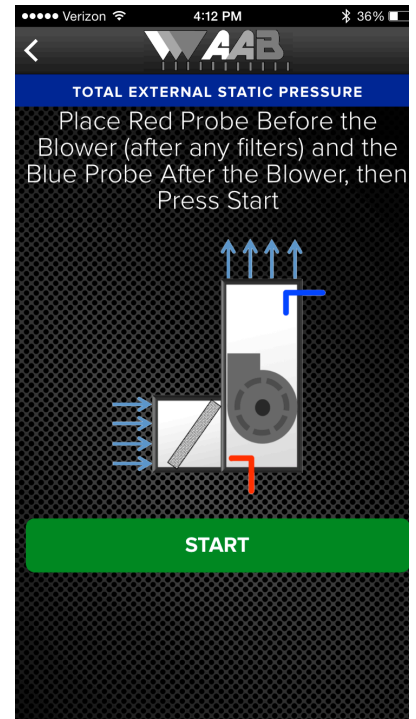 Verizon 4:12 PM 36%
WAAB
TOTAL EXTERNAL STATIC PRESSURE
Place Red Probe Before the
Blower (after any filters) and the
Blue Probe After the Blower, then
Press Start
START